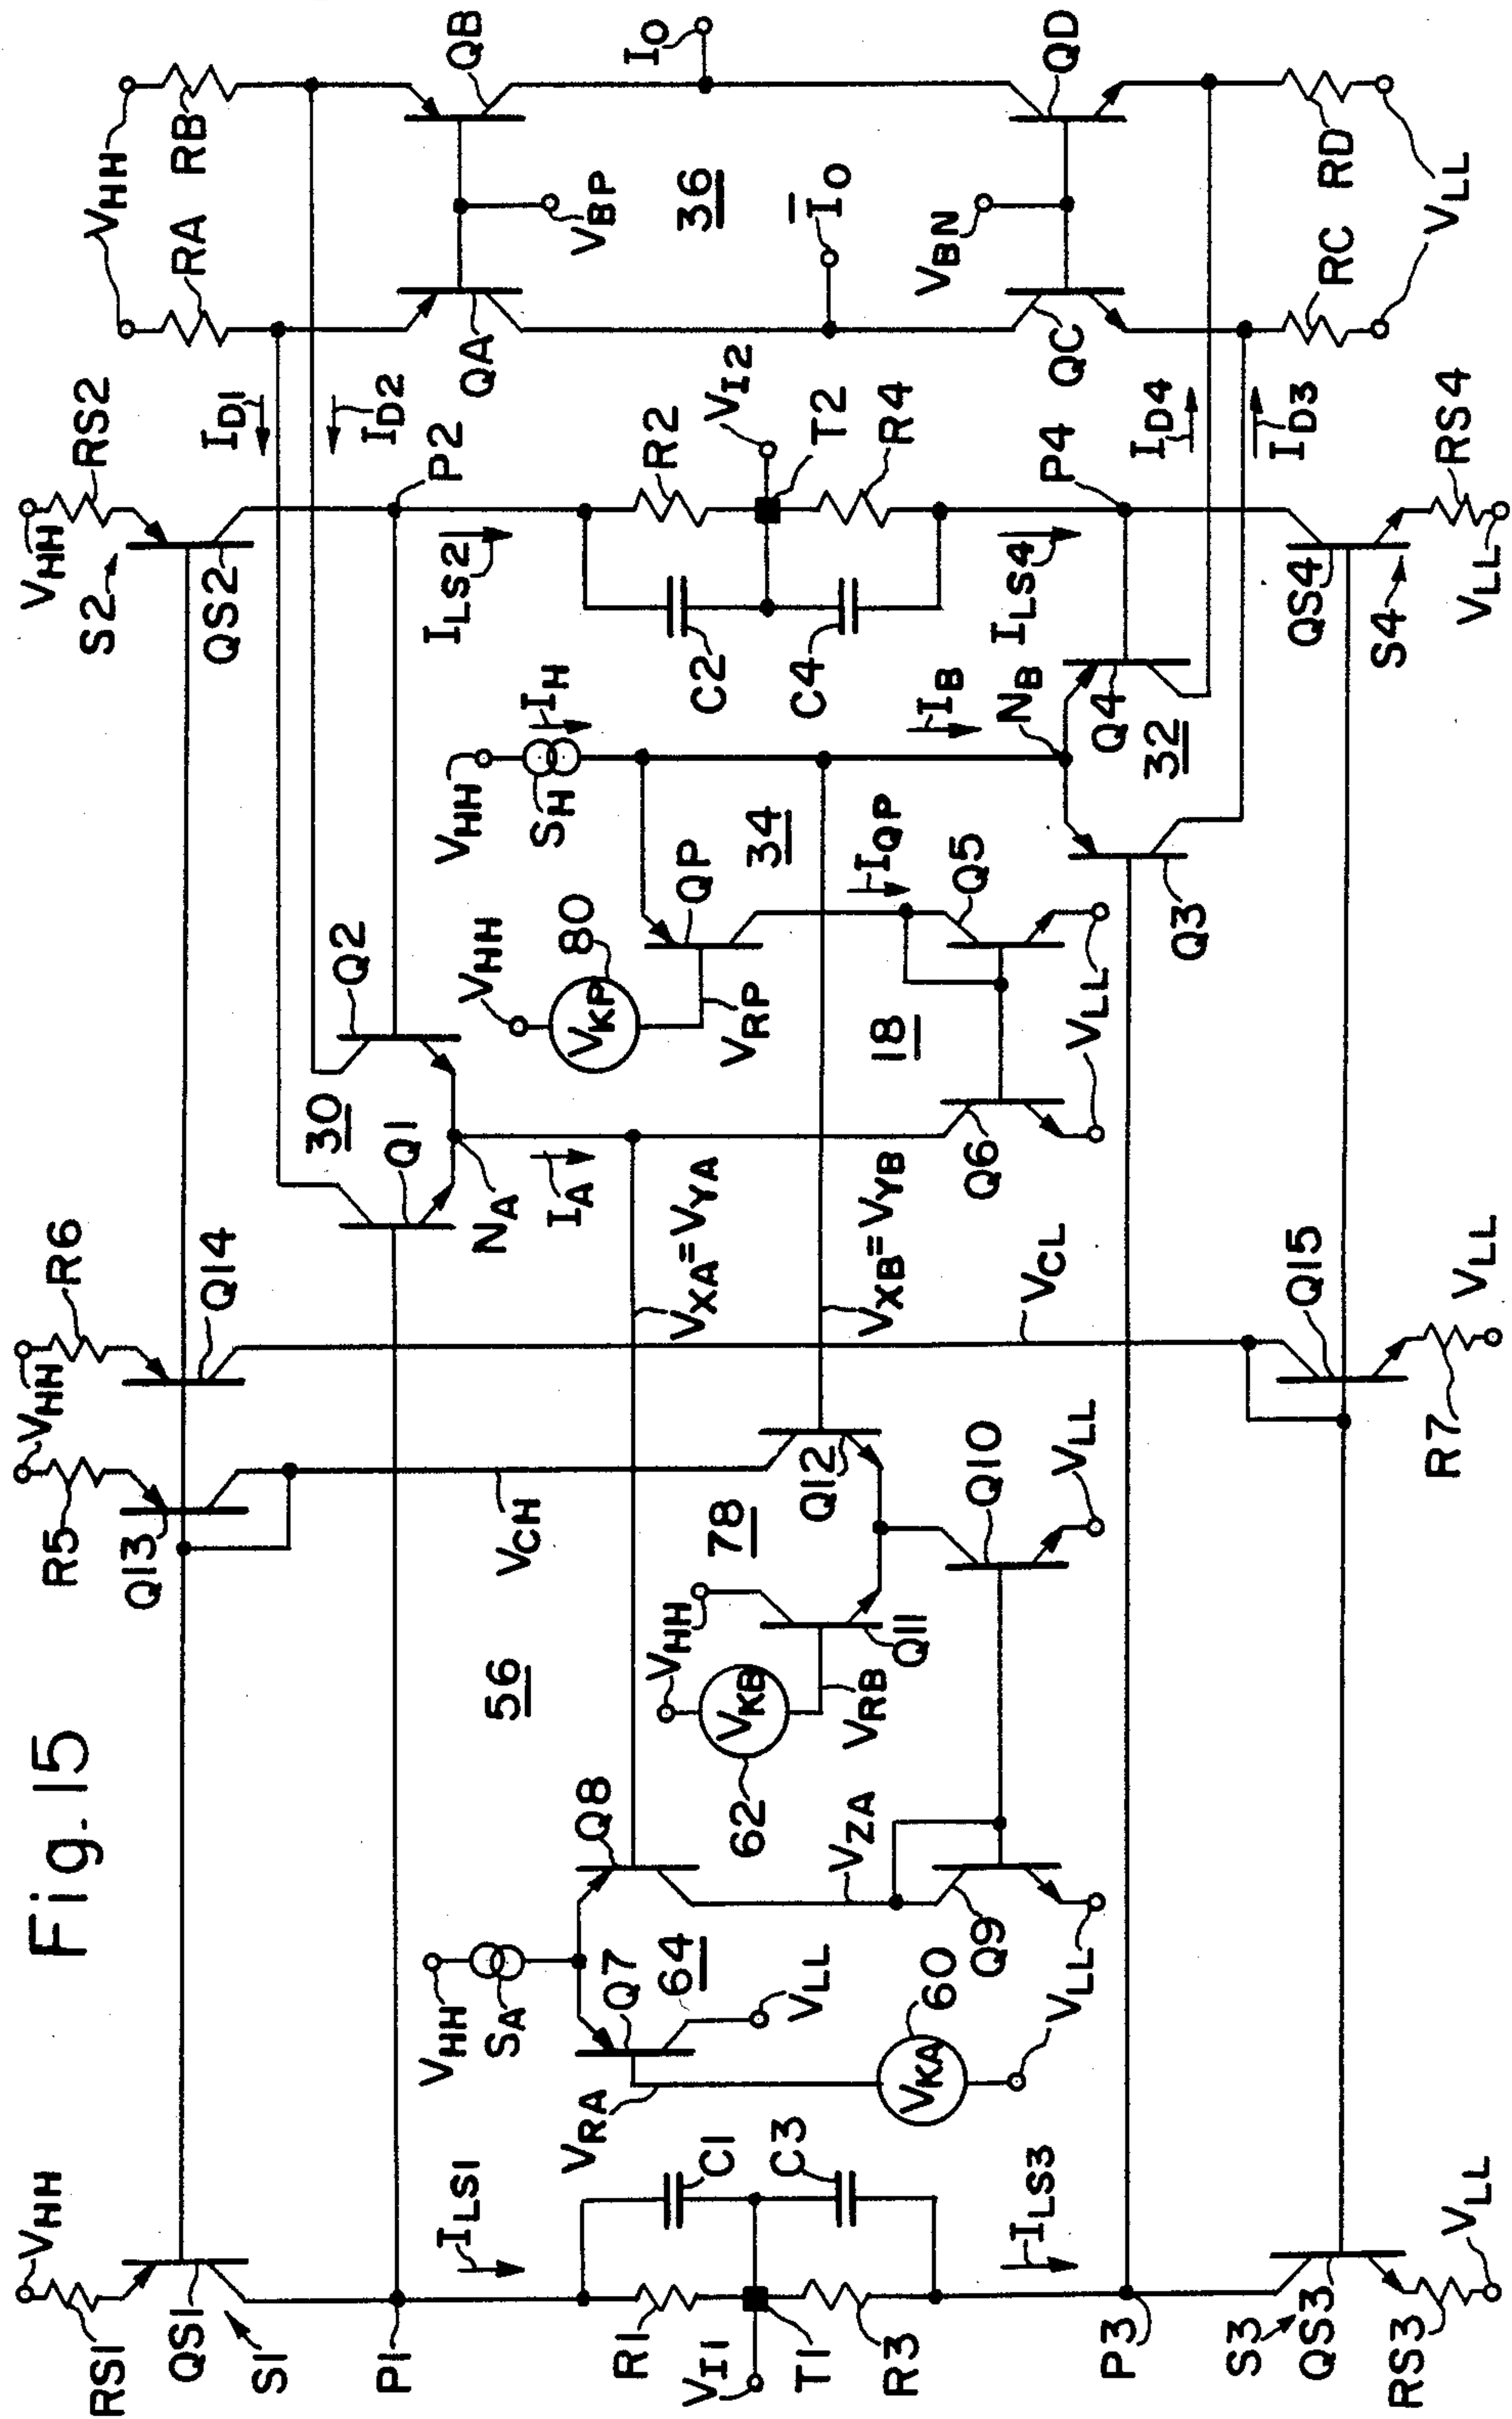 Fig. 15
VHH
RS1
QS1
S1
P1
ILS1
R1
C1
VI1
T1
C3
R3
ILS3
P3
S3
QS3
RS3
VLL
VHH
R5
Q13
VHH
R6
Q14
VCH
VCL
56
VHH
SA
Q7
64
VLL
VRA
60
VKA
VLL
Q8
VZA
Q9
VLL
62
VKB
VHH
VHH
VRB
Q11
78
Q12
Q10
VLL
VXA=VYA
VXB=VYB
Q15
R7
VLL
30
Q1
Q2
NA
IA
VHH
80
VKP
VRP
QP
34
IQP
18
Q5
Q6
VLL
VHH
SH
IH
IB
NB
Q4
32
Q3
VHH
RS2
S2
QS2
P2
ILS2
R2
C2
VI2
T2
C4
R4
ILS4
P4
QS4
S4
RS4
VLL
ID1
ID2
ID4
ID3
VHH
RA
RB
QA
QB
VBP
36
IO
IO
VBN
QC
QD
RC
RD
VLL